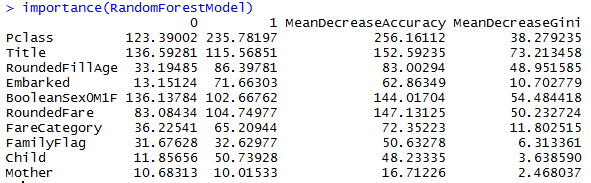 > importance(RandomForestModel)
0 1 MeanDecreaseAccuracy MeanDecreaseGini
Pclass 123.39002 235.78197 256.16112 38.279235
Title 136.59281 115.56851 152.59235 73.213458
RoundedFillAge 33.19485 86.39781 83.00294 48.951585
Embarked 13.15124 71.66303 62.86349 10.702779
BooleanSex0M1F 136.13784 102.66762 144.01704 54.484418
RoundedFare 83.08434 104.74977 147.13125 50.232724
FareCategory 36.22541 65.20944 72.35223 11.802515
FamilyFlag 31.67628 32.62977 50.63278 6.313361
Child 11.85656 50.73928 48.23335 3.638590
Mother 10.68313 10.01533 16.71226 2.468037